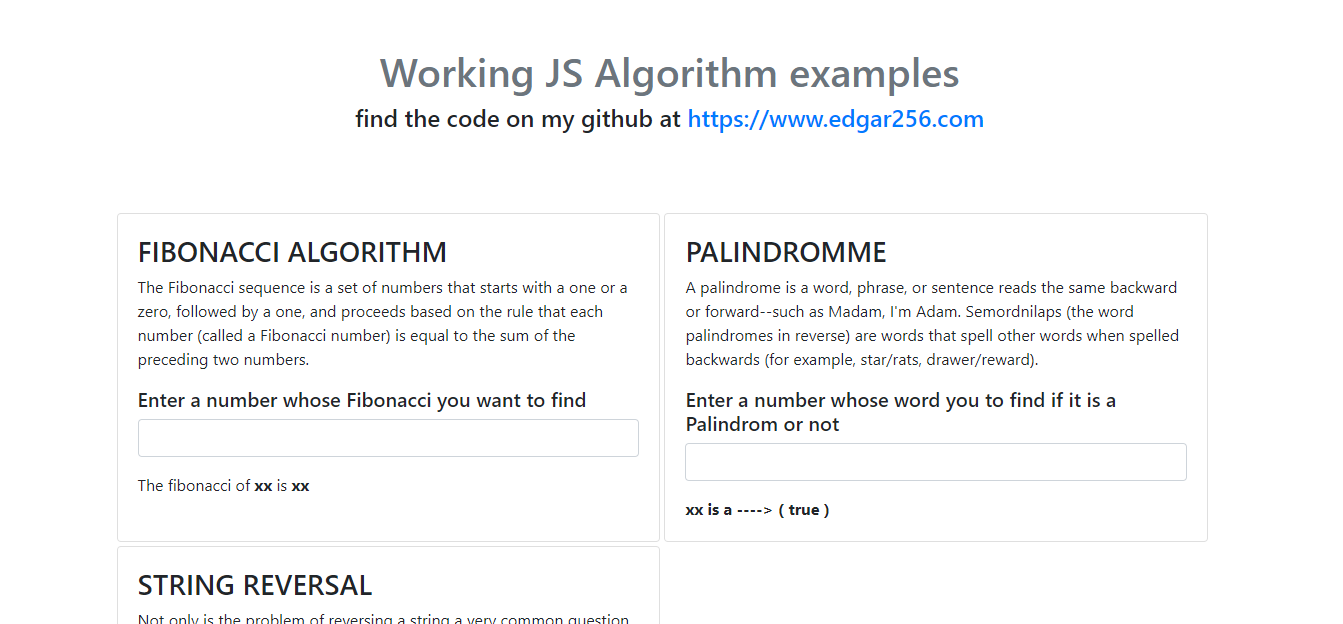 Working JS Algorithm examples
find the code on my github at https://www.edgar256.com
FIBONACCI ALGORITHM
The Fibonacci sequence is a set of numbers that starts with a one or a
zero, followed by a one, and proceeds based on the rule that each
number (called a Fibonacci number) is equal to the sum of the
preceding two numbers.
Enter a number whose Fibonacci you want to find
The fibonacci of xx is xx
PALINDROMME
A palindrome is a word, phrase, or sentence reads the same backward
or forward--such as Madam, I'm Adam. Semordnilaps (the word
palindromes in reverse) are words that spell other words when spelled
backwards (for example, star/rats, drawer/reward).
Enter a number whose word you to find if it is a
Palindrom or not
xx is a ----> ( true )
STRING REVERSAL
Not only is the problem of reversing a string a very common question